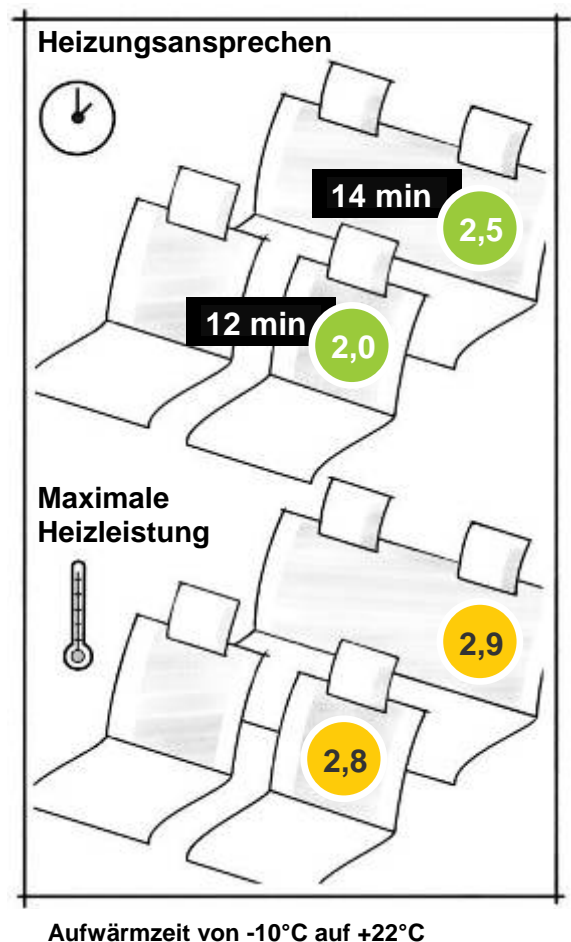 Heizungsansprechen
14 min
2,5
12 min
2,0
Maximale
Heizleistung
2,9
2,8
Aufwärmzeit von -10°C auf +22°C